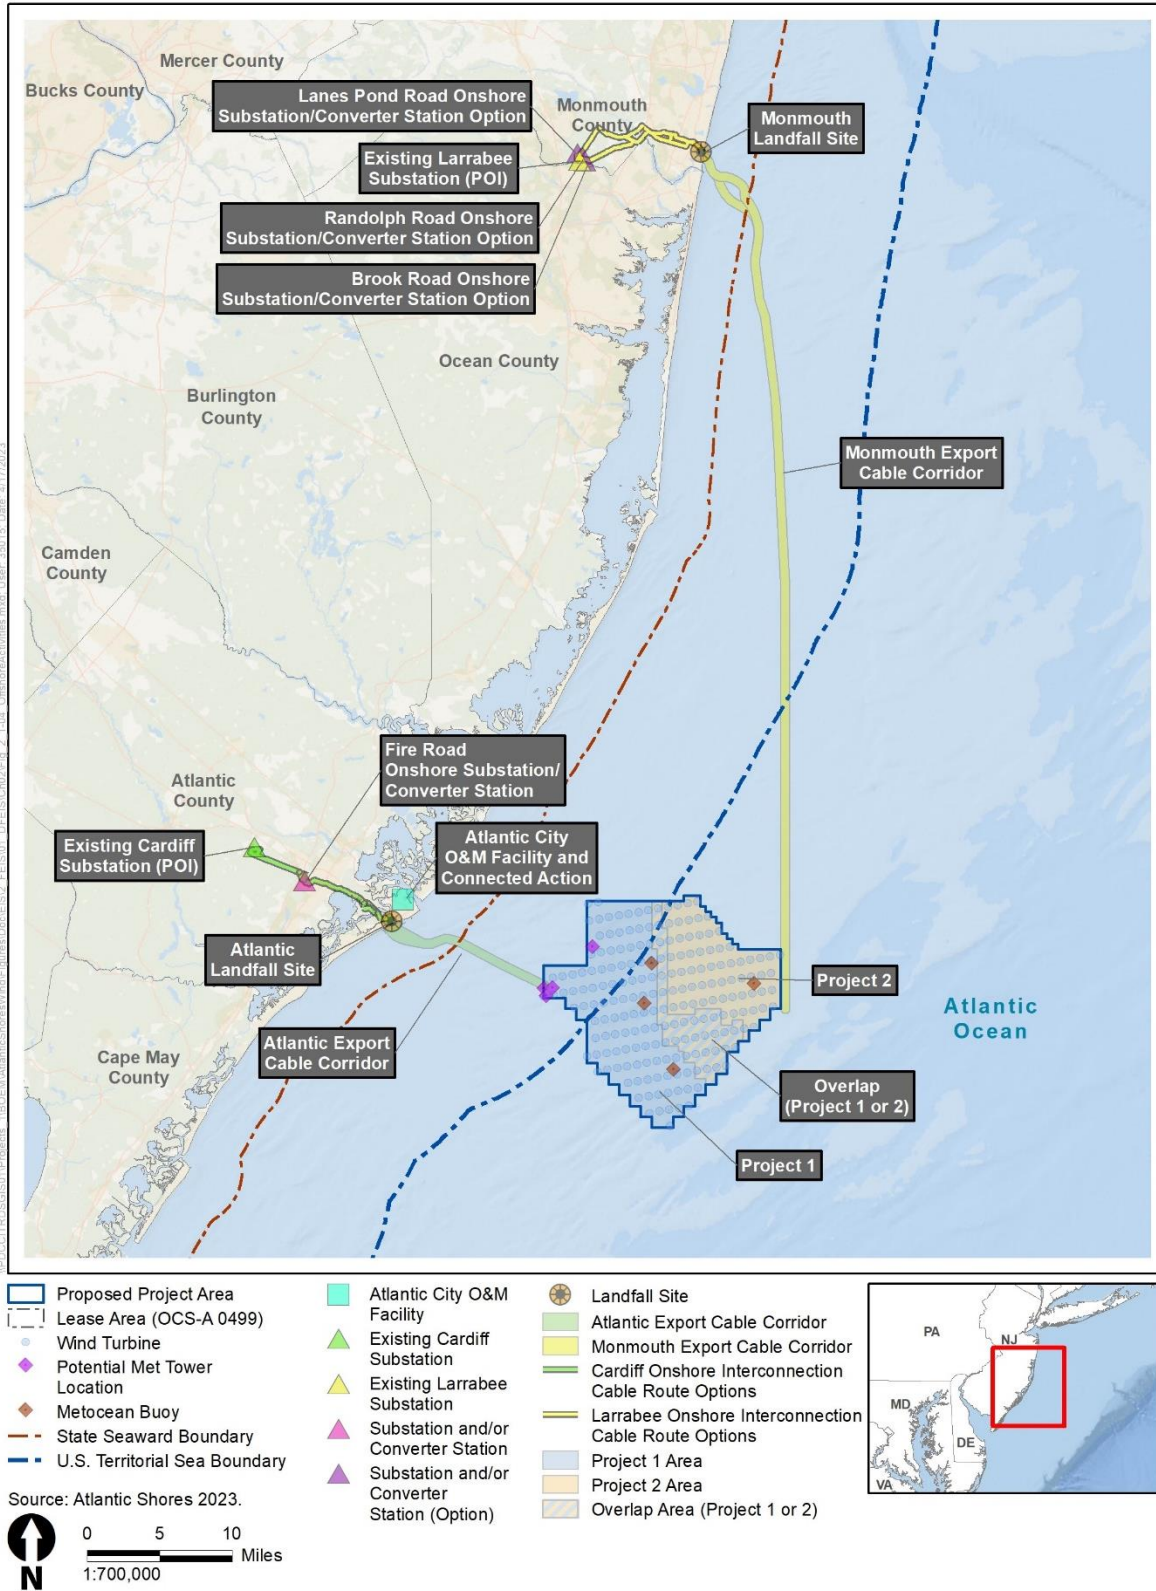 Mercer County
Bucks County
Lanes Pond Road Onshore
Substation/Converter Station Option
Monmouth
County
Monmouth
Landfall Site
Existing Larrabee
Substation (POI)
Randolph Road Onshore
Substation/Converter Station Option
Brook Road Onshore
Substation/Converter Station Option
Ocean County
Burlington
County
Monmouth Export
Cable Corridor
Camden
County
Fire Road
Onshore Substation/
Converter Station
Atlantic
County
Existing Cardiff
Substation (POI)
Atlantic City
O&M Facility and
Connected Action
Atlantic
Landfall Site
Project 2
Atlantic
Ocean
Atlantic Export
Cable Corridor
Cape May
County
Overlap
(Project 1 or 2)
Project 1
Proposed Project Area
Lease Area (OCS-A 0499)
Wind Turbine
Potential Met Tower
Location
Metocean Buoy
State Seaward Boundary
U.S. Territorial Sea Boundary
Atlantic City O&M
Facility
Existing Cardiff
Substation
Existing Larrabee
Substation
Substation and/or
Converter Station
Substation and/or
Converter
Station (Option)
Landfall Site
Atlantic Export Cable Corridor
Monmouth Export Cable Corridor
Cardiff Onshore Interconnection
Cable Route Options
Larrabee Onshore Interconnection
Cable Route Options
Project 1 Area
Project 2 Area
Overlap Area (Project 1 or 2)
PA
NJ
MD
DE
VA
Source: Atlantic Shores 2023.
N
0 5 10
Miles
1:700,000